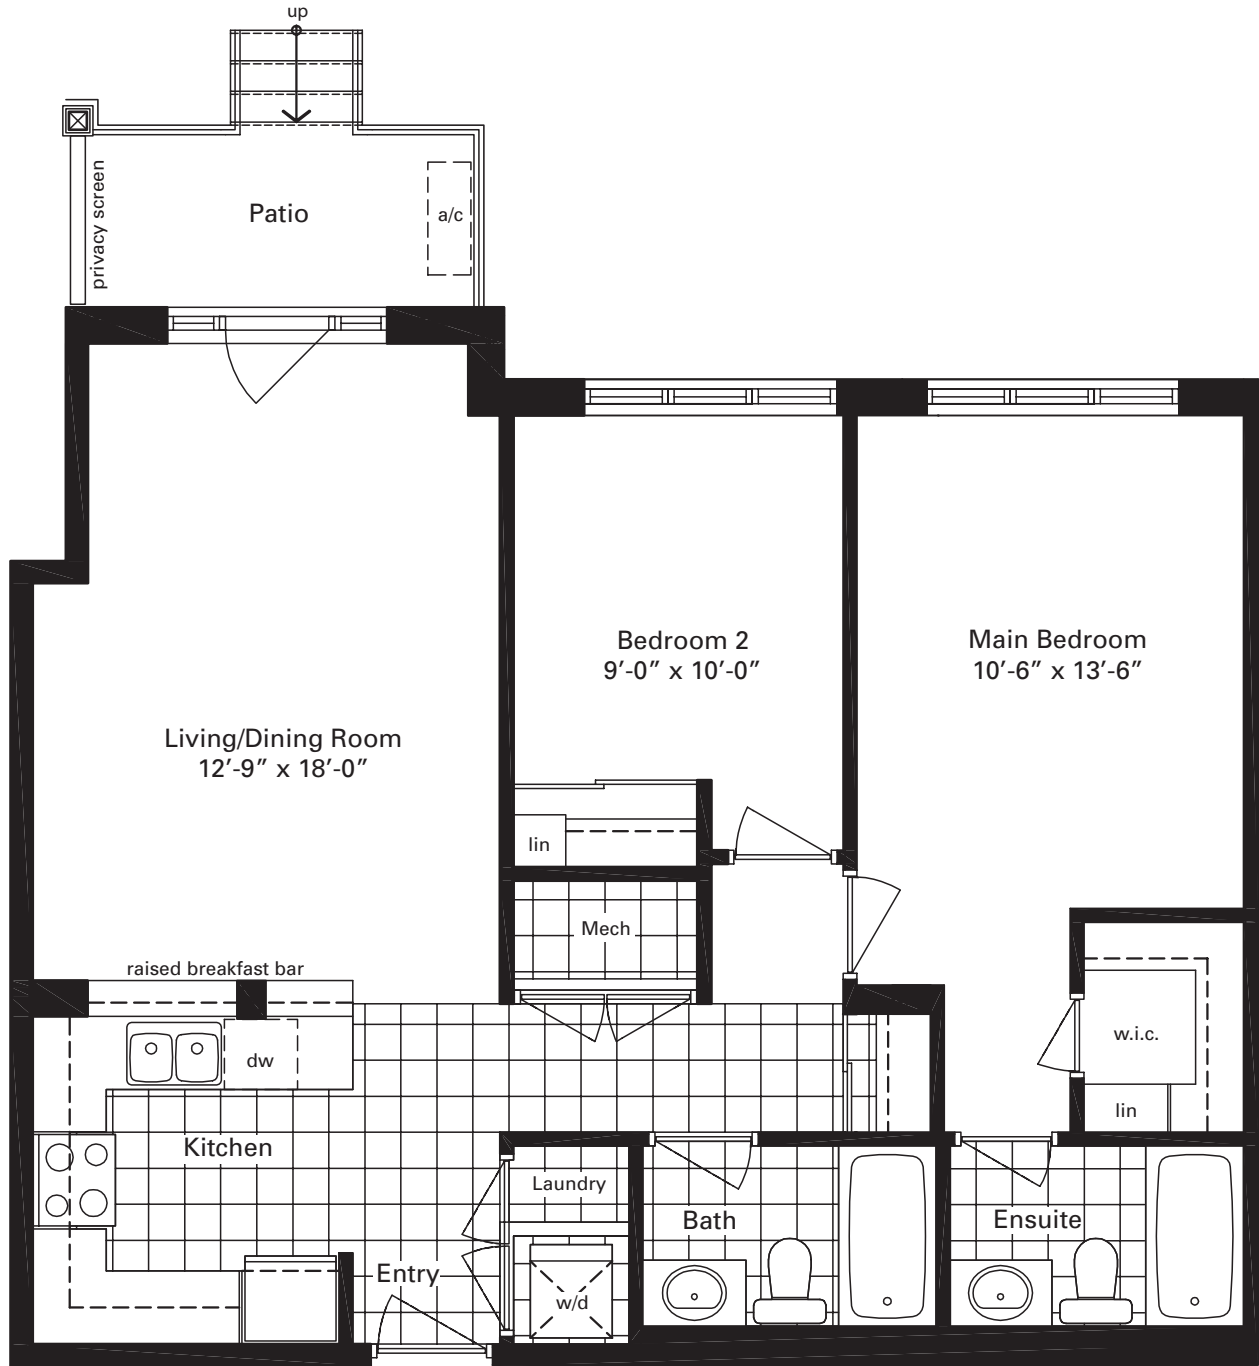 up
privacy screen
Patio
a/c
Bedroom 2
9'-0" x 10'-0"
Main Bedroom
10'-6" x 13'-6"
Living/Dining Room
12'-9" x 18'-0"
lin
Mech
raised breakfast bar
dw
w.i.c.
lin
Kitchen
Laundry
Bath
Ensuite
Entry
w/d